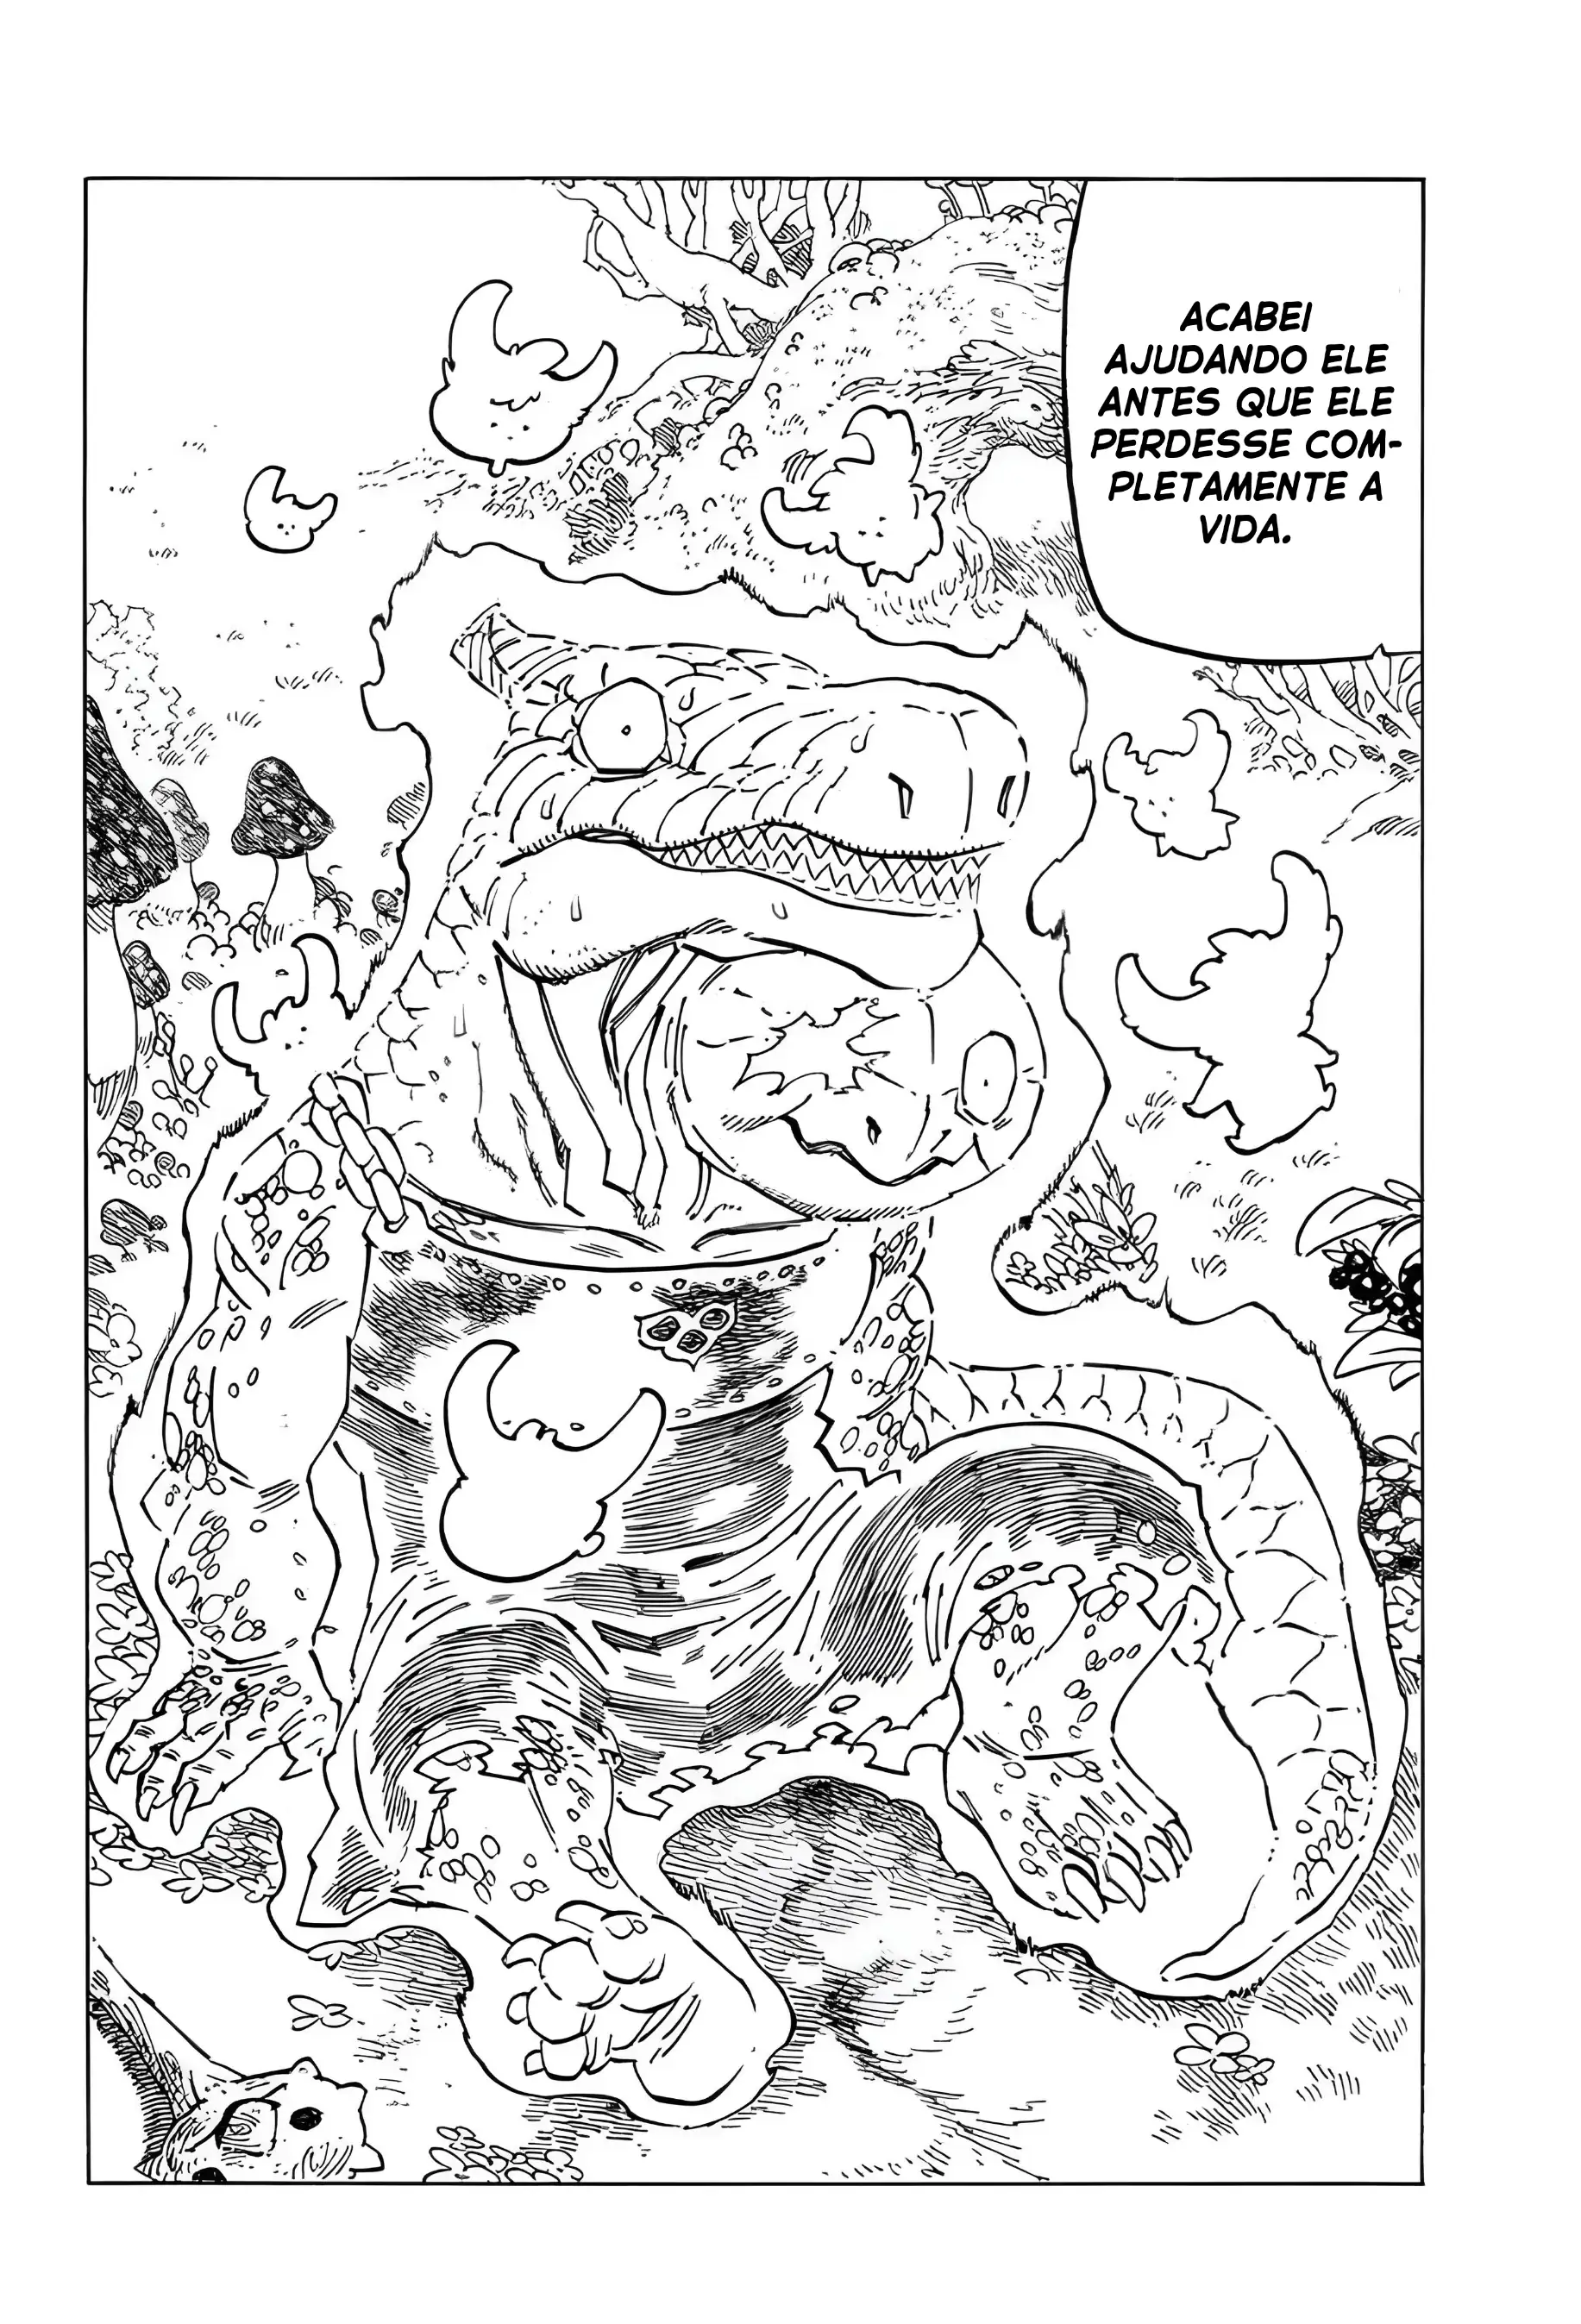 ACABEI
AJUDANDO ELE
ANTES QUE ELE
PERDESSE COM-
PLETAMENTE A
VIDA.